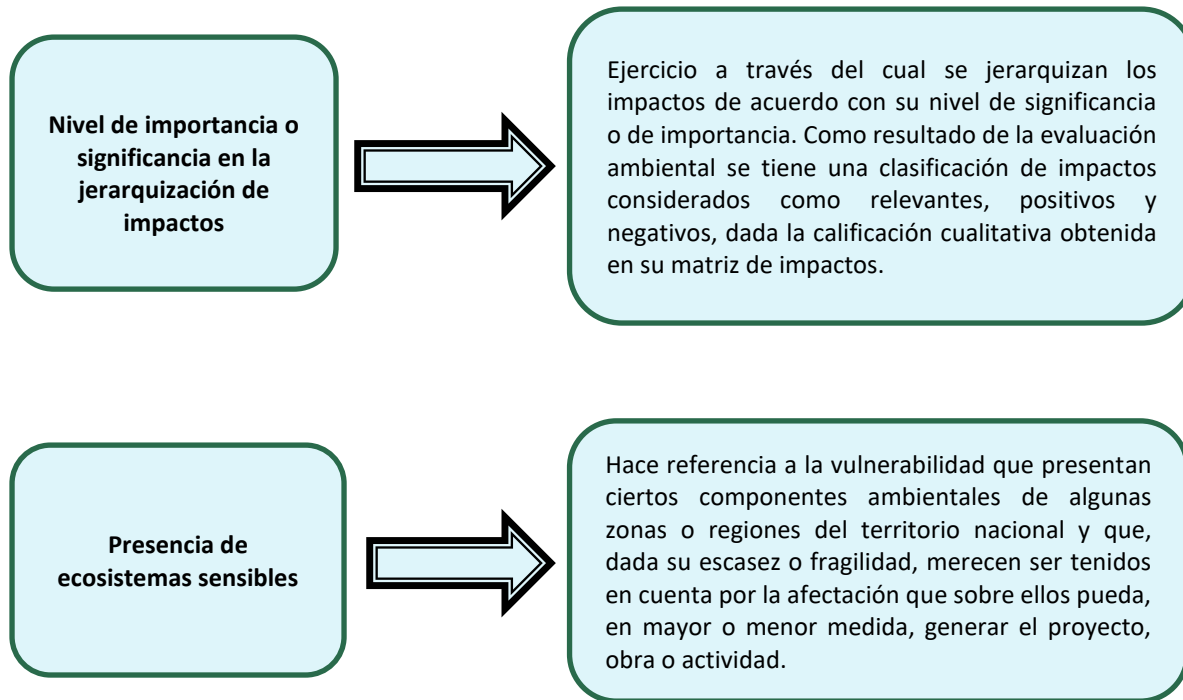 Nivel de importancia o
significancia en la
jerarquización de
impactos
Ejercicio a través del cual se jerarquizan los
impactos de acuerdo con su nivel de significancia
o de importancia. Como resultado de la evaluación
ambiental se tiene una clasificación de impactos
considerados como relevantes, positivos y
negativos, dada la calificación cualitativa obtenida
en su matriz de impactos.
Presencia de
ecosistemas sensibles
Hace referencia a la vulnerabilidad que presentan
ciertos componentes ambientales de algunas
zonas o regiones del territorio nacional y que,
dada su escasez o fragilidad, merecen ser tenidos
en cuenta por la afectación que sobre ellos pueda,
en mayor o menor medida, generar el proyecto,
obra o actividad.